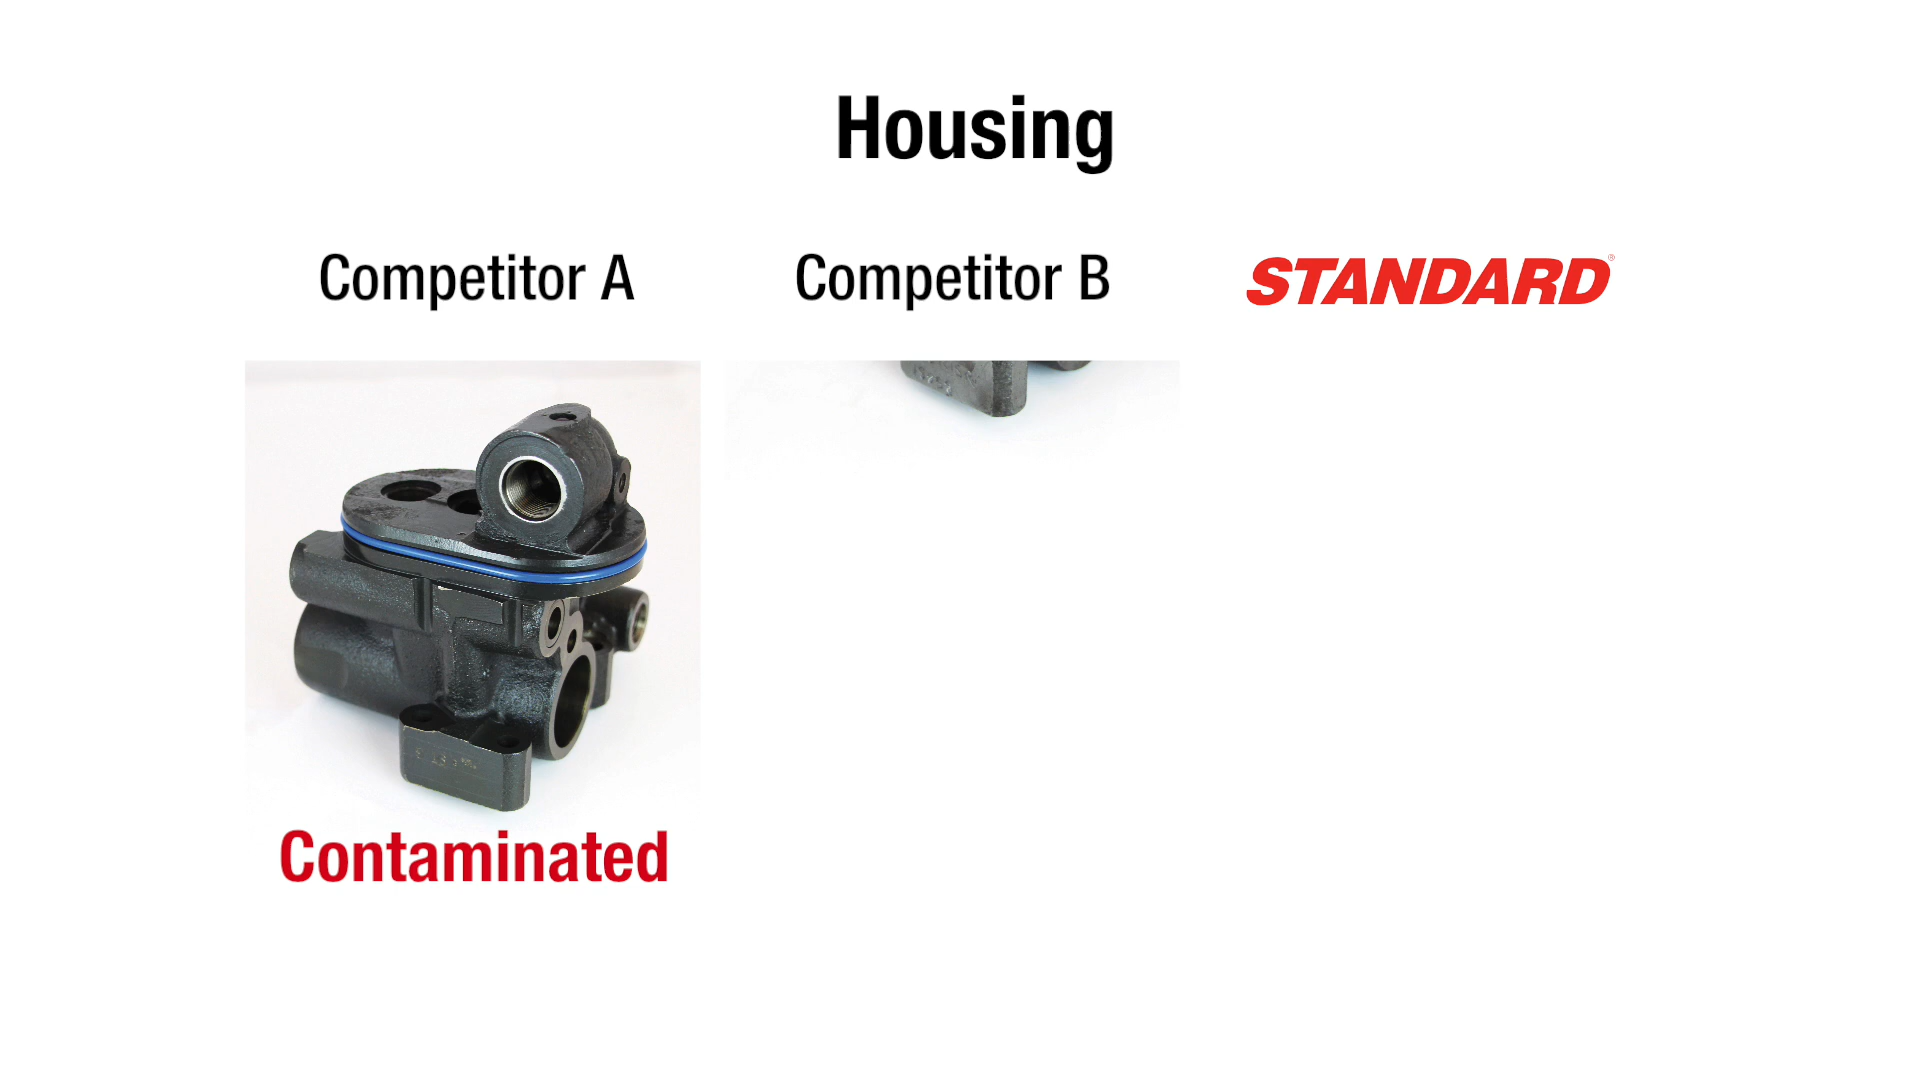 Housing
Competitor A
Competitor B
STANDARD®
Contaminated